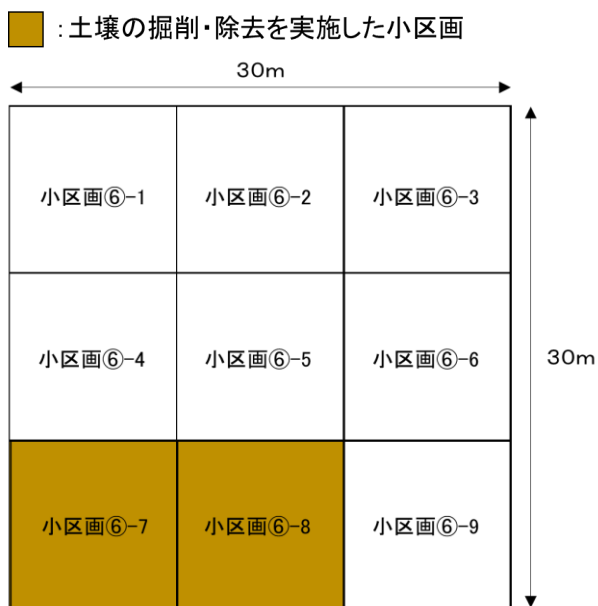 ：土壌の掘削・除去を実施した小区画
30m
小区画⑥-1 小区画⑥-2 小区画⑥-3
小区画⑥-4 小区画⑥-5 小区画⑥-6
30m
小区画⑥-7 小区画⑥-8 小区画⑥-9